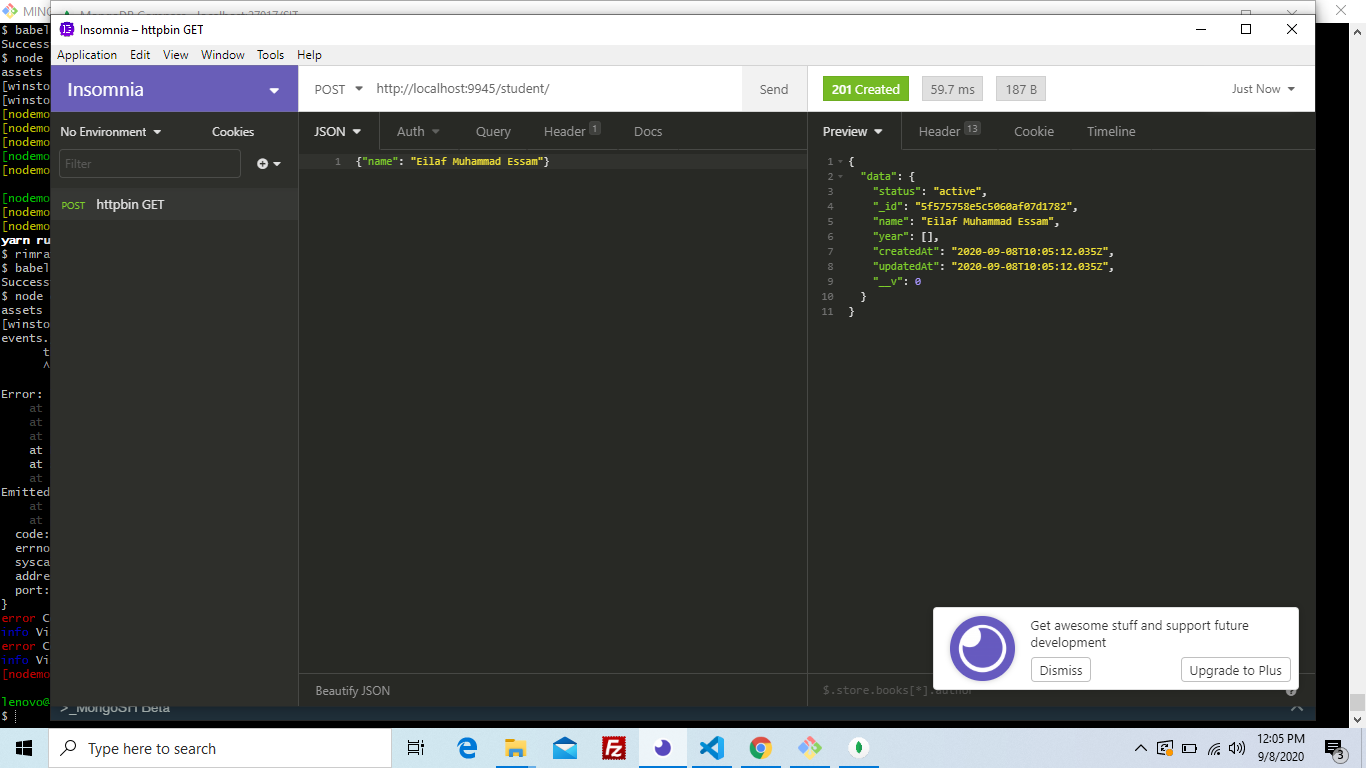 MING
Insomnia – httpbin GET
Application Edit View Window Tools Help
Insomnia
POST http://localhost:9945/student/ Send
201 Created 59.7 ms 187 B Just Now
No Environment Cookies
JSON Auth Query Header 1 Docs
Preview Header 13 Cookie Timeline
Filter
POST httpbin GET
1 {"name": "Eilaf Muhammad Essam"}
1 {
2 "data": {
3 "status": "active",
4 "_id": "5f575758e5c5060af07d1782",
5 "name": "Eilaf Muhammad Essam",
6 "year": [],
7 "createdAt": "2020-09-08T10:05:12.035Z",
8 "updatedAt": "2020-09-08T10:05:12.035Z",
9 "__v": 0
10 }
11 }
$ babel
Success
$ node
assets
[winsto
[winsto
[nodemo
[nodemo
[nodemo
[nodemo
[nodemo
[nodemo
[nodemo
[nodemo
yarn ru
$ rimra
$ babel
Success
$ node
assets
[winsto
events.
t
^
Error:
at
at
at
at
at
at
Emitted
at
at
code:
errno
sysca
addre
port:
}
error C
info Vi
error C
info Vi
[nodemo
lenovo@
$
Get awesome stuff and support future
development
Dismiss Upgrade to Plus
Beautify JSON
$.store.books[*].author
>_MongoSH Beta
Type here to search
12:05 PM
9/8/2020
3